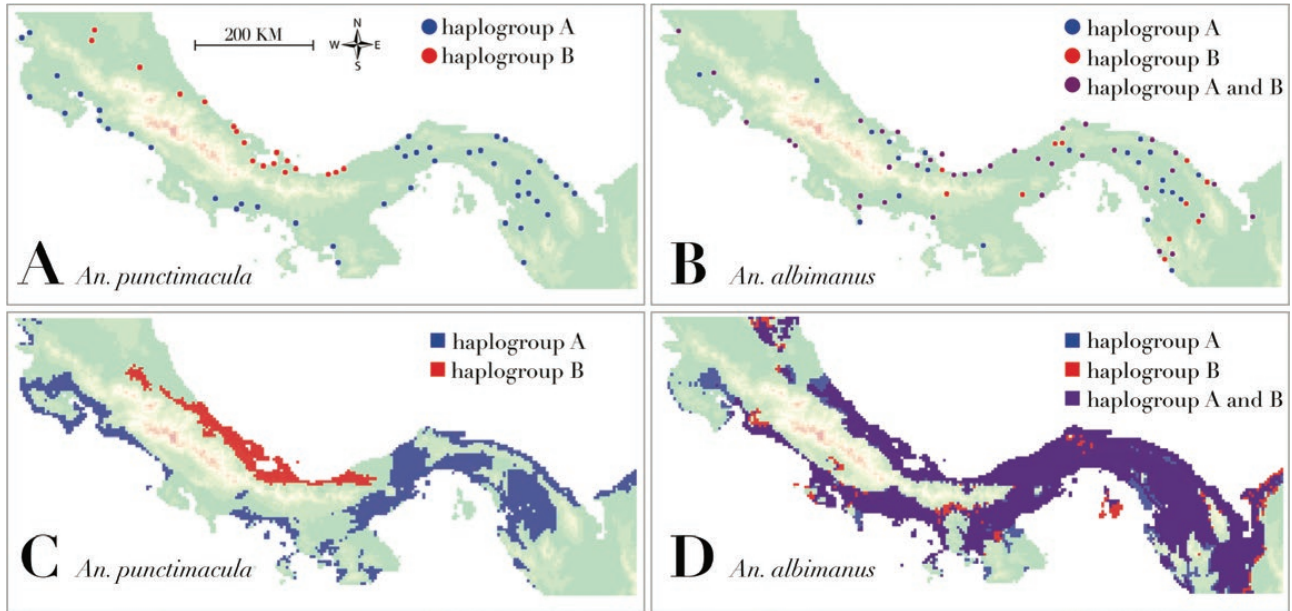 200 KM
N
W E
S
haplogroup A
haplogroup B
A An. punctimacula
haplogroup A
haplogroup B
haplogroup A and B
B An. albimanus
haplogroup A
haplogroup B
C An. punctimacula
haplogroup A
haplogroup B
haplogroup A and B
D An. albimanus